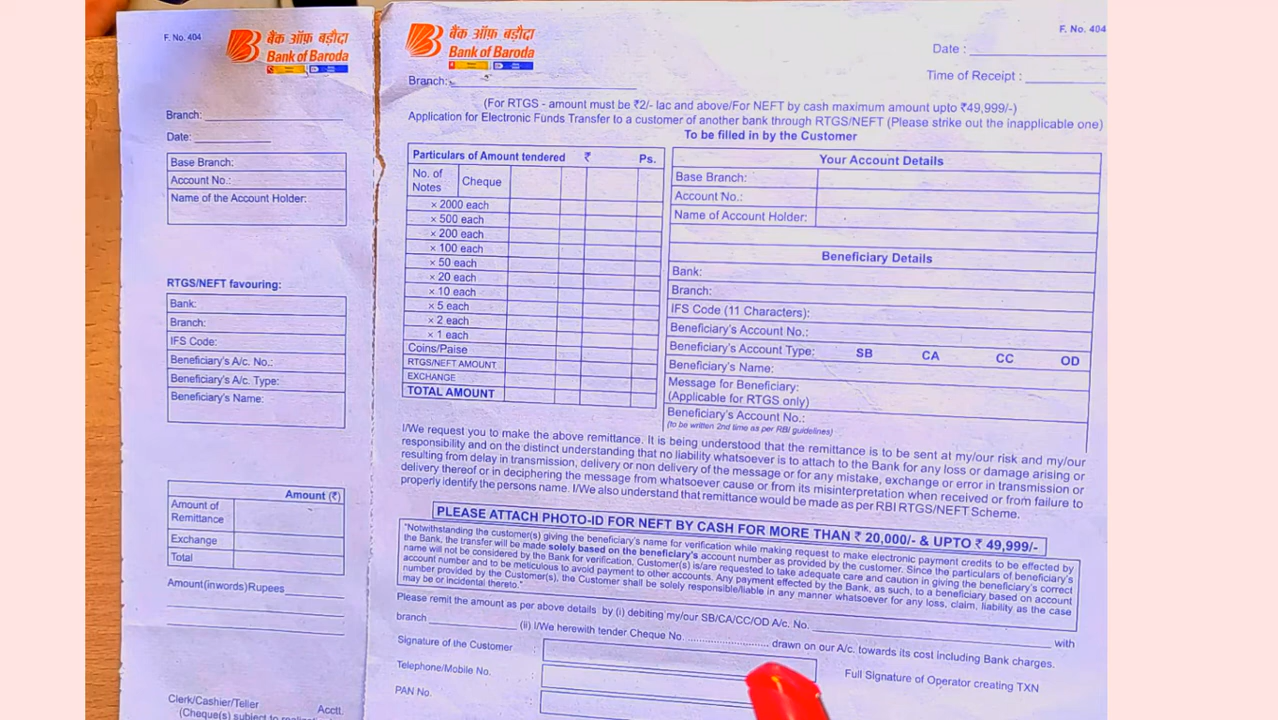 F. No. 404
बैंक ऑफ़ बड़ौदा
Bank of Baroda
Branch:
Date:
Base Branch:
Account No.:
Name of the Account Holder:
RTGS/NEFT favouring:
Bank:
Branch:
IFS Code:
Beneficiary's A/c. No.:
Beneficiary's A/c. Type:
Beneficiary's Name:
Amount (₹)
Amount of
Remittance
Exchange
Total
Amount(inwords)Rupees
Clerk/Cashier/Teller Acctt.
F. No. 404
बैंक ऑफ़ बड़ौदा
Bank of Baroda
Date :
Branch:
Time of Receipt :
(For RTGS - amount must be ₹2/- lac and above/For NEFT by cash maximum amount upto ₹49,999/-)
Application for Electronic Funds Transfer to a customer of another bank through RTGS/NEFT (Please strike out the inapplicable one)
To be filled in by the Customer
Particulars of Amount tendered ₹ Ps.
No. of
Notes
Cheque
× 2000 each
× 500 each
× 200 each
× 100 each
× 50 each
× 20 each
× 10 each
× 5 each
× 2 each
× 1 each
Coins/Paise
RTGS/NEFT AMOUNT
EXCHANGE
TOTAL AMOUNT
Your Account Details
Base Branch:
Account No.:
Name of Account Holder:
Beneficiary Details
Bank:
Branch:
IFS Code (11 Characters):
Beneficiary's Account No.:
Beneficiary's Account Type: SB CA CC OD
Beneficiary's Name:
Message for Beneficiary:
(Applicable for RTGS only)
Beneficiary's Account No.:
(to be written 2nd time as per RBI guidelines)
I/We request you to make the above remittance. It is being understood that the remittance is to be sent at my/our risk and my/our
responsibility and on the distinct understanding that no liability whatsoever is to attach to the Bank for any loss or damage arising or
resulting from delay in transmission, delivery or non delivery of the message or for any mistake, exchange or error in transmission or
delivery thereof or in deciphering the message from whatsoever cause or from its misinterpretation when received or from failure to
properly identify the persons name. I/We also understand that remittance would be made as per RBI RTGS/NEFT Scheme.
PLEASE ATTACH PHOTO-ID FOR NEFT BY CASH FOR MORE THAN ₹ 20,000/- & UPTO ₹ 49,999/-
"Notwithstanding the customer(s) giving the beneficiary's name for verification while making request to make electronic payment credits to be effected by
the Bank, the transfer will be made solely based on the beneficiary's account number as provided by the customer. Since the particulars of beneficiary's
name will not be considered by the Bank for verification, Customer(s) is/are requested to take adequate care and caution in giving the beneficiary's correct
account number and to be meticulous to avoid payment to other accounts. Any payment effected by the Bank, as such, to a beneficiary based on account
number provided by the Customer(s), the Customer shall be solely responsible/liable in any manner whatsoever for any loss, claim, liability as the case
may be or incidental thereto."
Please remit the amount as per above details by (i) debiting my/our SB/CA/CC/OD A/c. No. with
branch (ii) I/We herewith tender Cheque No. ........................... drawn on our A/c. towards its cost including Bank charges.
Signature of the Customer
Telephone/Mobile No.
PAN No.
Full Signature of Operator creating TXN